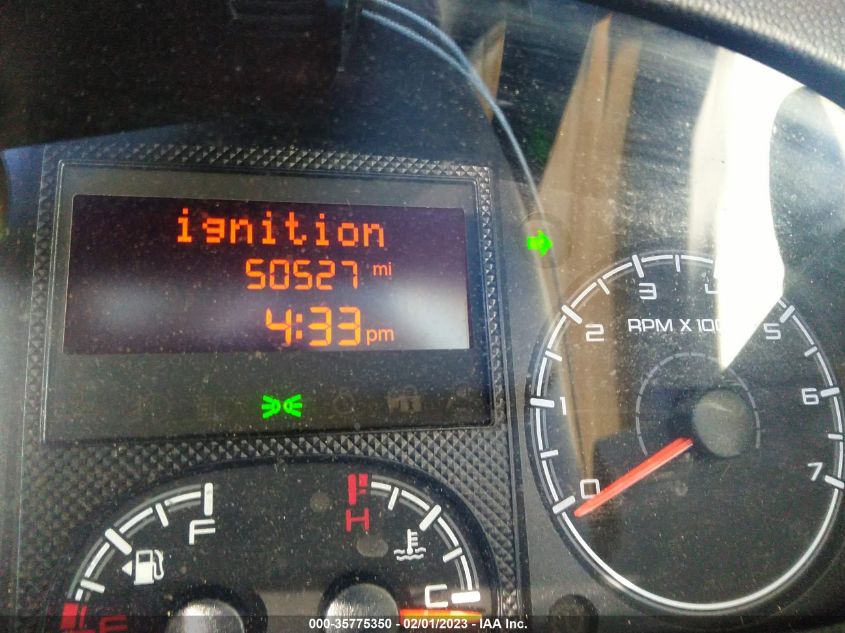 ignition
50527 mi
4:33 pm
RPM X 100
0
1
2
3
4
5
6
7
F
E
H
C
000-35775350 - 02/01/2023 - IAA Inc.